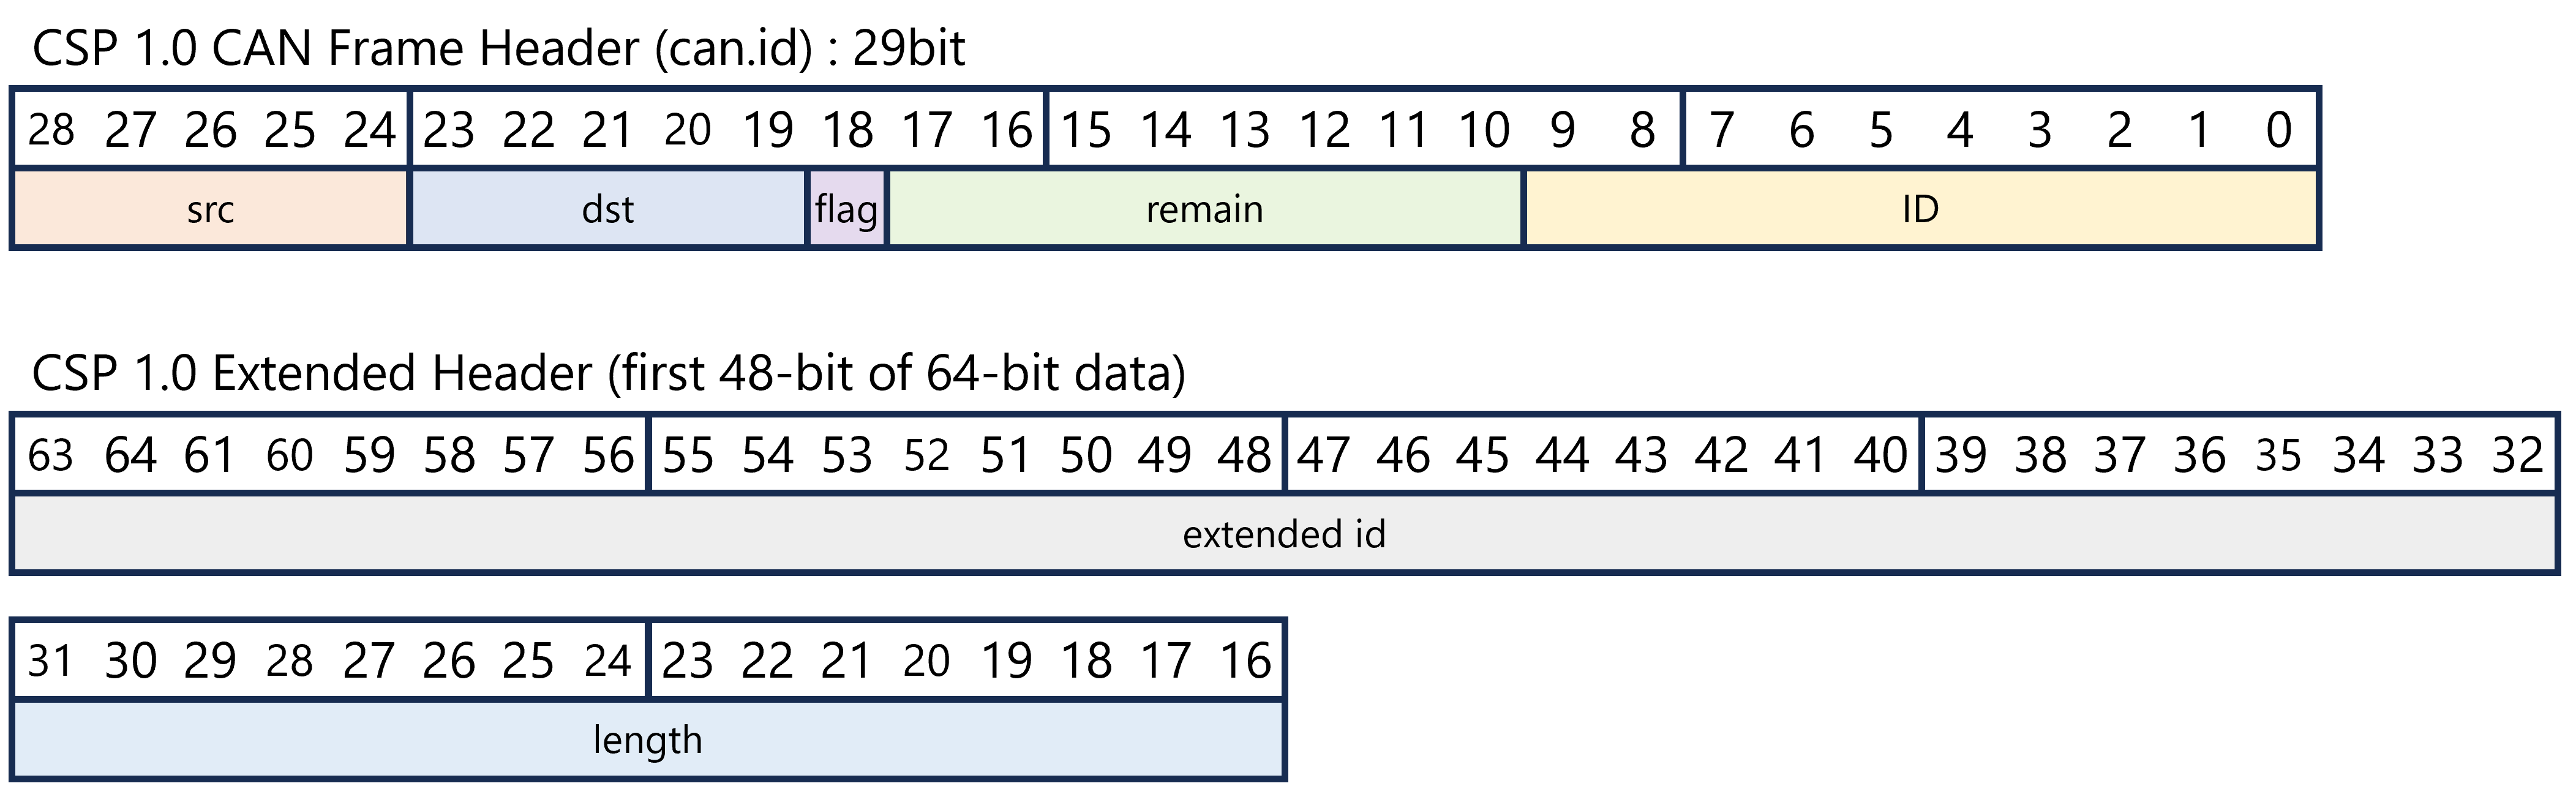 CSP 1.0 CAN Frame Header (can.id) : 29bit
28 27 26 25 24 23 22 21 20 19 18 17 16 15 14 13 12 11 10 9 8 7 6 5 4 3 2 1 0
src dst flag remain ID
CSP 1.0 Extended Header (first 48-bit of 64-bit data)
63 64 61 60 59 58 57 56 55 54 53 52 51 50 49 48 47 46 45 44 43 42 41 40 39 38 37 36 35 34 33 32
extended id
31 30 29 28 27 26 25 24 23 22 21 20 19 18 17 16
length